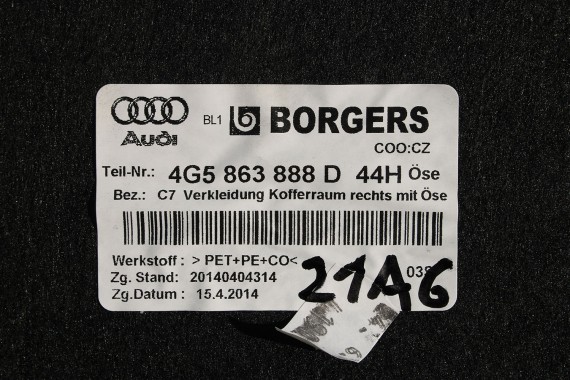 BL1 BORGERS
Audi
COO:CZ
Teil-Nr.: 4G5 863 888 D 44H Öse
Bez.: C7 Verkleidung Kofferraum rechts mit Öse
Werkstoff : > PET+PE+CO<
Zg. Stand: 20140404314
Zg.Datum : 15.4.2014
21A6